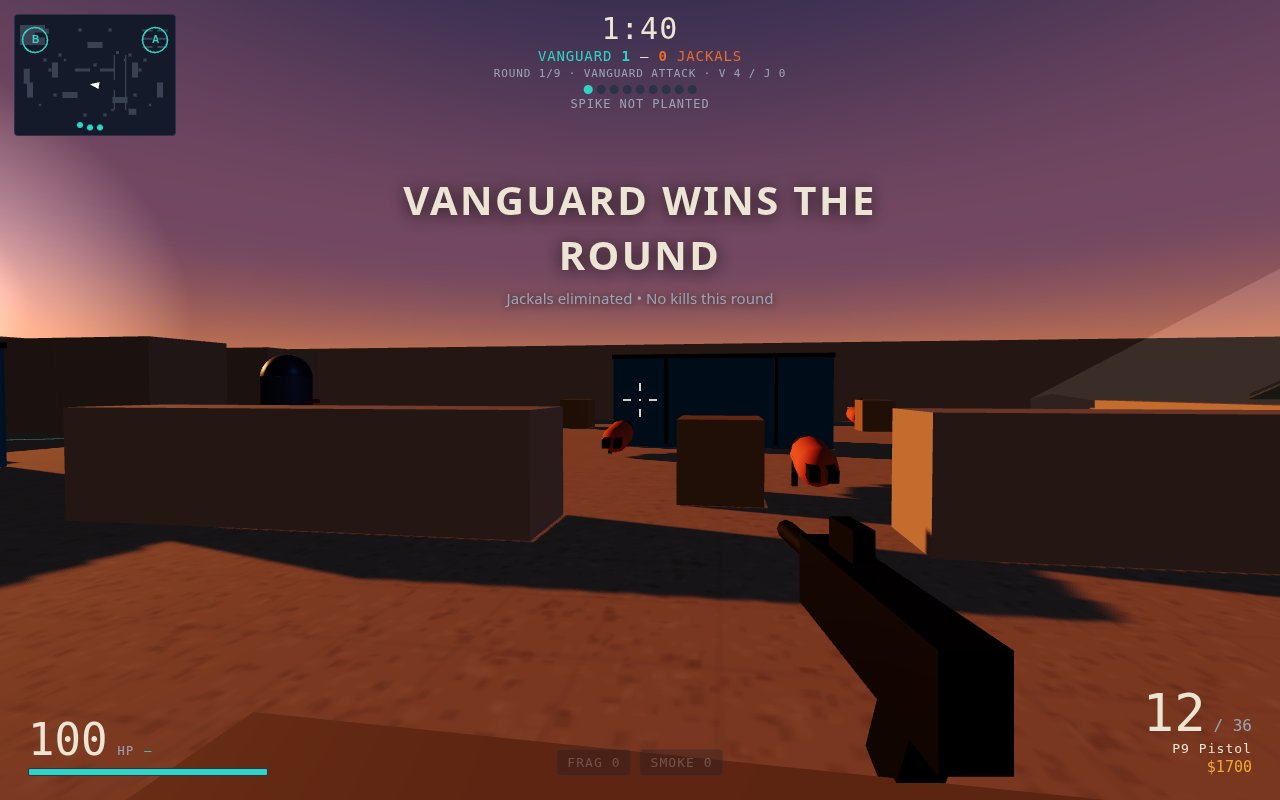 B
A
1:40
VANGUARD 1 — 0 JACKALS
ROUND 1/9 · VANGUARD ATTACK · V 4 / J 0
SPIKE NOT PLANTED
VANGUARD WINS THE
ROUND
Jackals eliminated • No kills this round
100 HP –
FRAG 0
SMOKE 0
12 / 36
P9 Pistol
$1700